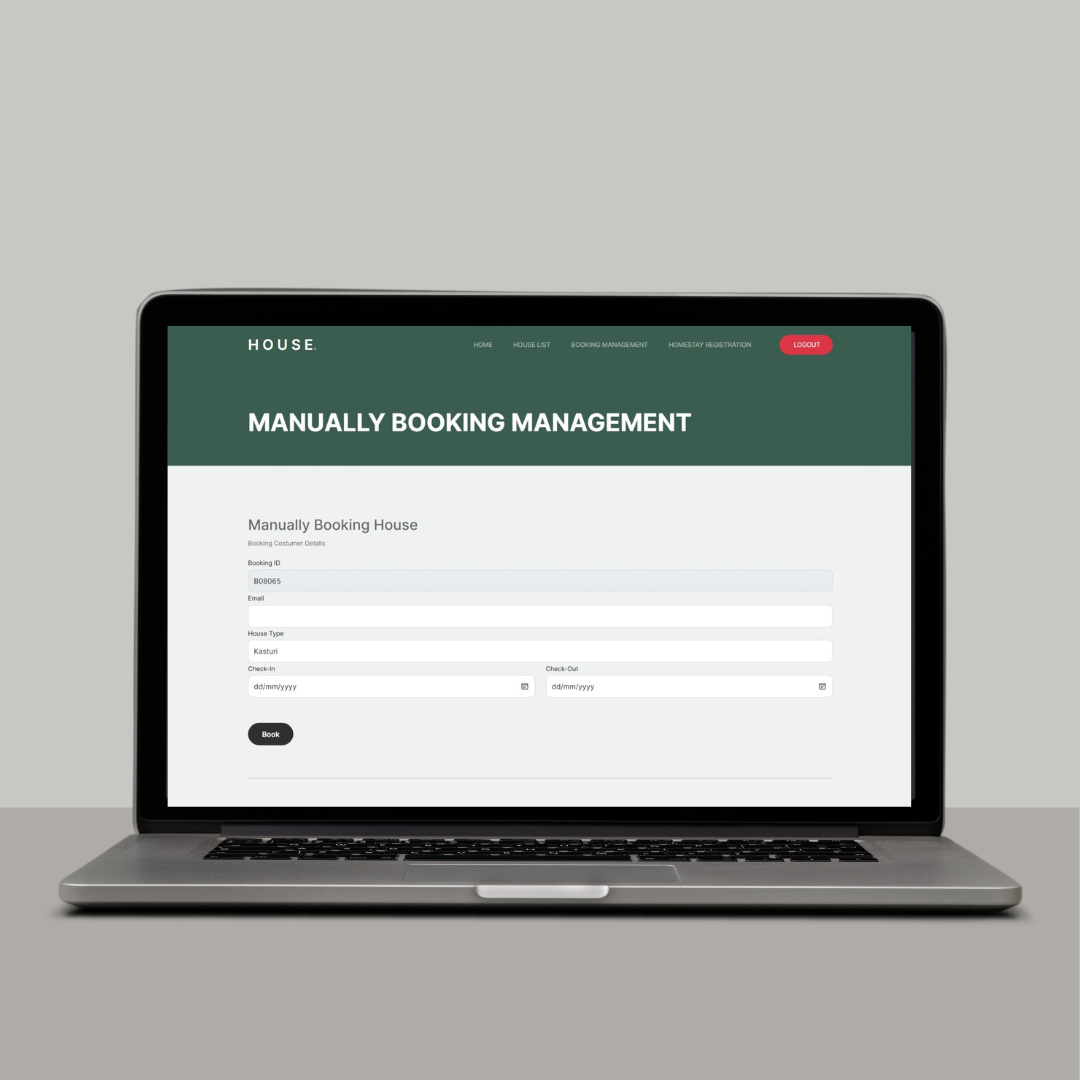 HOUSE.
HOME HOUSE LIST BOOKING MANAGEMENT HOMESTAY REGISTRATION LOGOUT
MANUALLY BOOKING MANAGEMENT
Manually Booking House
Booking Costumer Details
Booking ID
B08065
Email
House Type
Kasturi
Check-In Check-Out
dd/mm/yyyy dd/mm/yyyy
Book